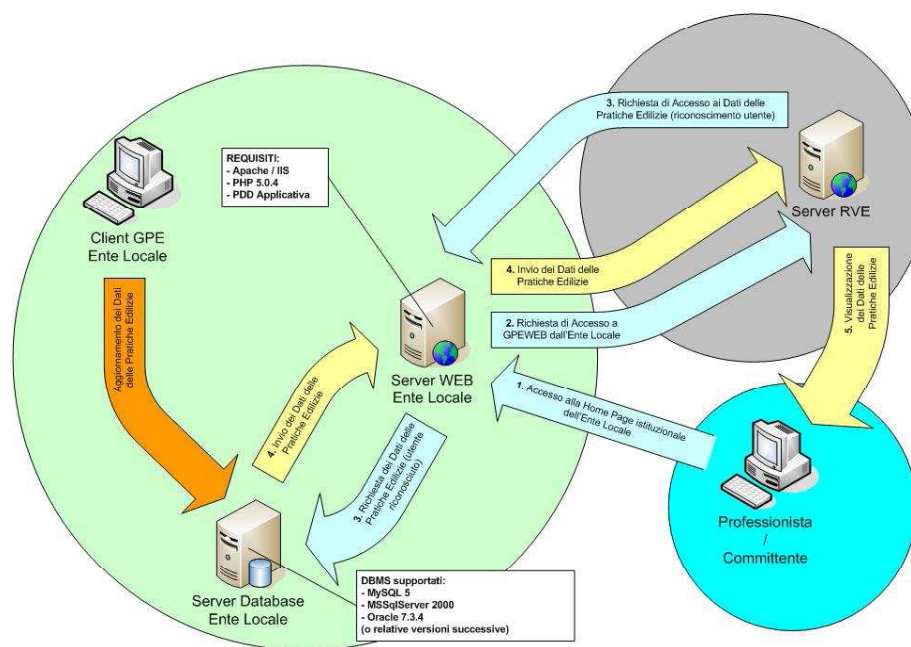 3. Richiesta di Accesso ai Dati delle
Pratiche Edilizie (riconoscimento utente)
REQUISITI:
- Apache / IIS
- PHP 5.0.4
- PDD Applicativa
Server RVE
Client GPE
Ente Locale
4. Invio dei Dati delle
Pratiche Edilizie
2. Richiesta di Accesso a
GPEWEB dall'Ente Locale
5. Visualizzazione
dei Dati delle
Pratiche Edilizie
Aggiornamento dei Dati
delle Pratiche Edilizie
Server WEB
Ente Locale
1. Accesso alla Home Page istituzionale
dell'Ente Locale
4. Invio dei Dati delle
Pratiche Edilizie
3. Richiesta dei Dati delle
Pratiche Edilizie (utente
riconosciuto)
Professionista
/
Committente
Server Database
Ente Locale
DBMS supportati:
- MySQL 5
- MSSqlServer 2000
- Oracle 7.3.4
(o relative versioni successive)